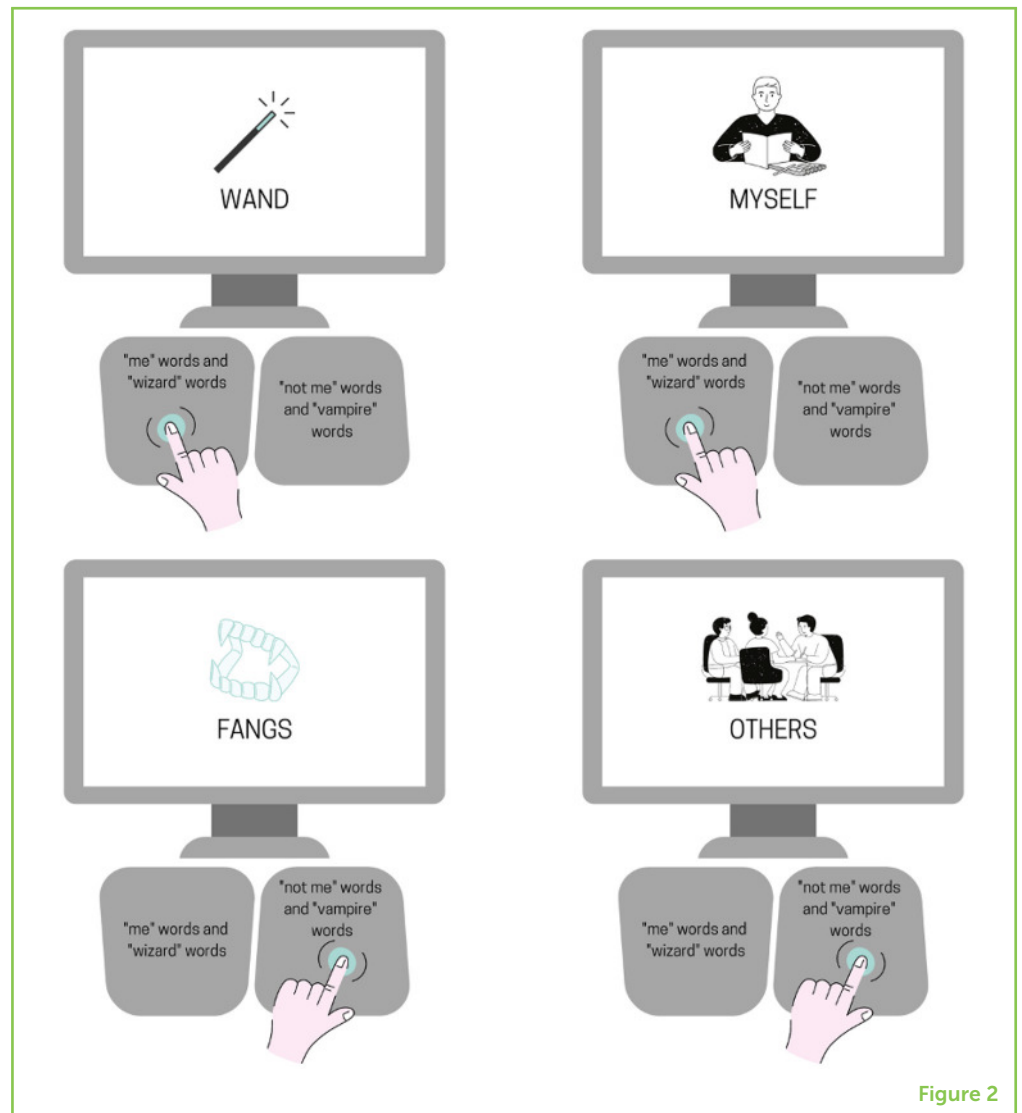 WAND
"me" words and
"wizard" words
"not me" words
and "vampire"
words
MYSELF
"me" words and
"wizard" words
"not me" words
and "vampire"
words
FANGS
"me" words and
"wizard" words
"not me" words
and "vampire"
words
OTHERS
"me" words and
"wizard" words
"not me" words
and "vampire"
words
Figure 2